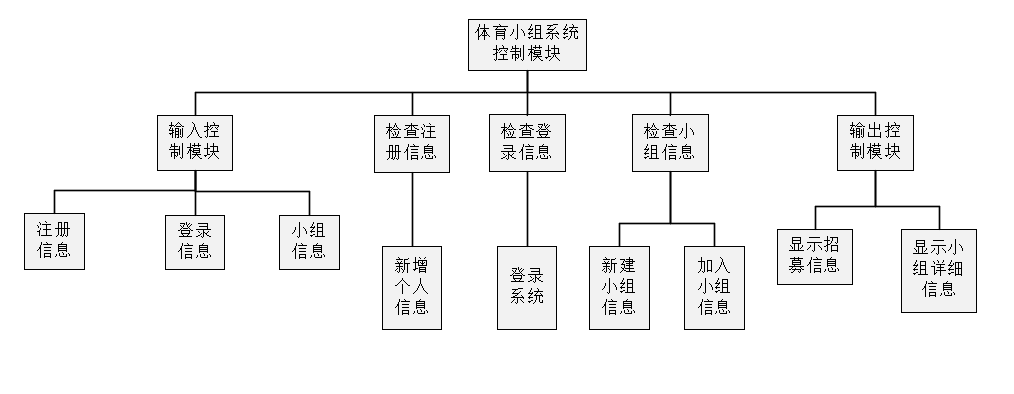 体育小组系统
控制模块
输入控
制模块
检查注
册信息
检查登
录信息
检查小
组信息
输出控
制模块
注册
信息
登录
信息
小组
信息
新增
个人
信息
登录
系统
新建
小组
信息
加入
小组
信息
显示招
募信息
显示小
组详细
信息